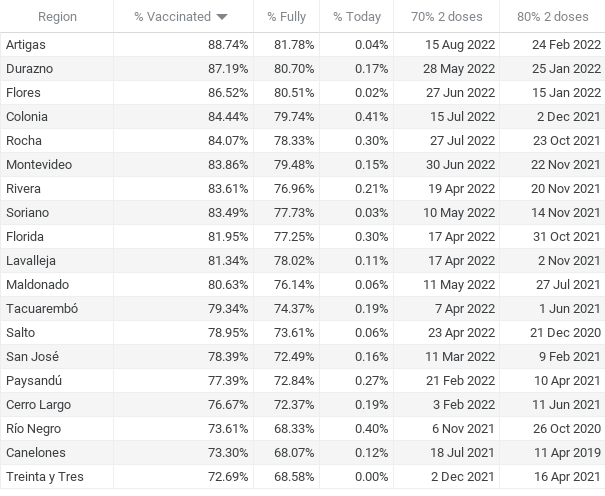 Region % Vaccinated % Fully % Today 70% 2 doses 80% 2 doses
Artigas 88.74% 81.78% 0.04% 15 Aug 2022 24 Feb 2022
Durazno 87.19% 80.70% 0.17% 28 May 2022 25 Jan 2022
Flores 86.52% 80.51% 0.02% 27 Jun 2022 15 Jan 2022
Colonia 84.44% 79.74% 0.41% 15 Jul 2022 2 Dec 2021
Rocha 84.07% 78.33% 0.30% 27 Jul 2022 23 Oct 2021
Montevideo 83.86% 79.48% 0.15% 30 Jun 2022 22 Nov 2021
Rivera 83.61% 76.96% 0.21% 19 Apr 2022 20 Nov 2021
Soriano 83.49% 77.73% 0.03% 10 May 2022 14 Nov 2021
Florida 81.95% 77.25% 0.30% 17 Apr 2022 31 Oct 2021
Lavalleja 81.34% 78.02% 0.11% 17 Apr 2022 2 Nov 2021
Maldonado 80.63% 76.14% 0.06% 11 May 2022 27 Jul 2021
Tacuarembó 79.34% 74.37% 0.19% 7 Apr 2022 1 Jun 2021
Salto 78.95% 73.61% 0.06% 23 Apr 2022 21 Dec 2020
San José 78.39% 72.49% 0.16% 11 Mar 2022 9 Feb 2021
Paysandú 77.39% 72.84% 0.27% 21 Feb 2022 10 Apr 2021
Cerro Largo 76.67% 72.37% 0.19% 3 Feb 2022 11 Jun 2021
Río Negro 73.61% 68.33% 0.40% 6 Nov 2021 26 Oct 2020
Canelones 73.30% 68.07% 0.12% 18 Jul 2021 11 Apr 2019
Treinta y Tres 72.69% 68.58% 0.00% 2 Dec 2021 16 Apr 2021